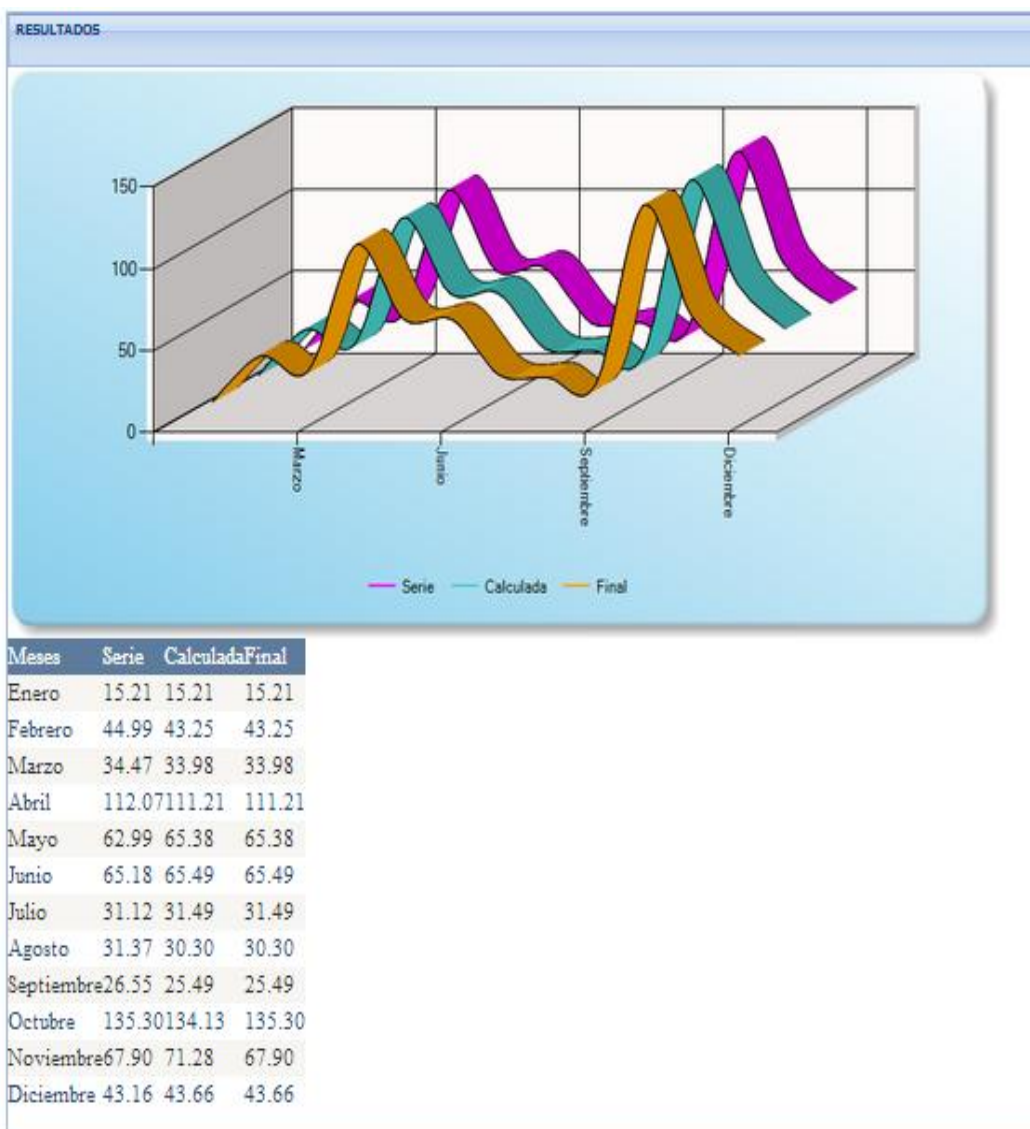 RESULTADOS
150
100
50
0
Marzo
Junio
Septiembre
Diciembre
Serie Calculada Final
Meses Serie Calculada Final
Enero 15.21 15.21 15.21
Febrero 44.99 43.25 43.25
Marzo 34.47 33.98 33.98
Abril 112.07 111.21 111.21
Mayo 62.99 65.38 65.38
Junio 65.18 65.49 65.49
Julio 31.12 31.49 31.49
Agosto 31.37 30.30 30.30
Septiembre 26.55 25.49 25.49
Octubre 135.30 134.13 135.30
Noviembre 67.90 71.28 67.90
Diciembre 43.16 43.66 43.66